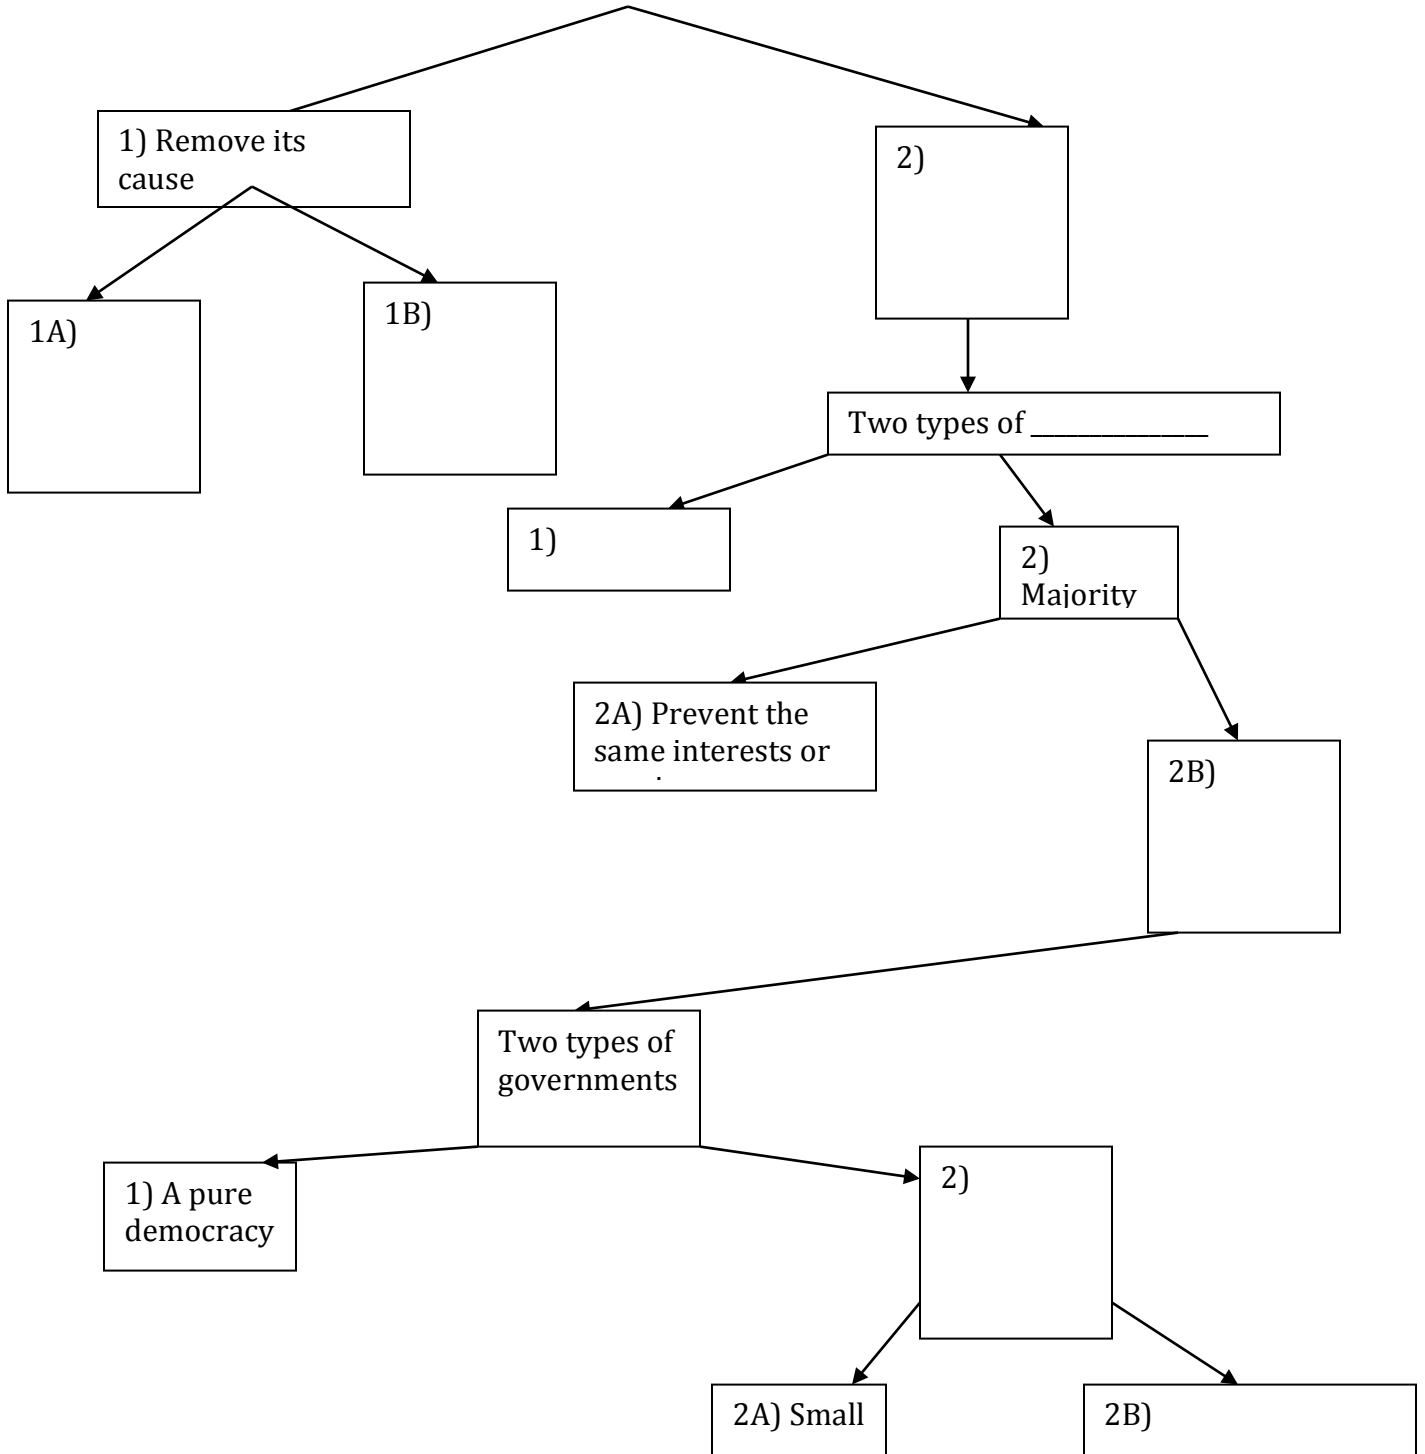 1) Remove its
cause
2)
1A)
1B)
Two types of _______________
1)
2)
Majority
2A) Prevent the
same interests or
2B)
Two types of
governments
1) A pure
democracy
2)
2A) Small
2B)